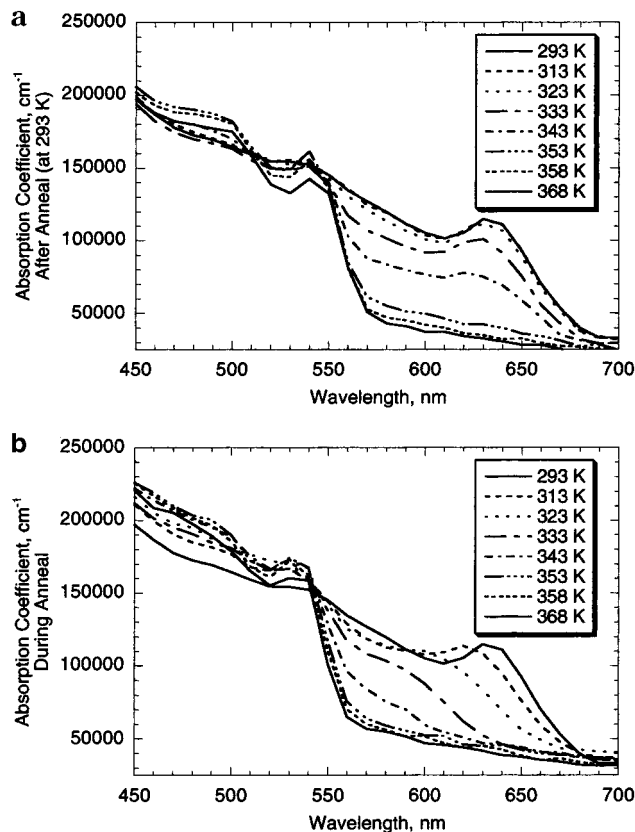 a
250000
200000
150000
100000
50000
Absorption Coefficient, cm-1
After Anneal (at 293 K)
293 K
313 K
323 K
333 K
343 K
353 K
358 K
368 K
450 500 550 600 650 700
Wavelength, nm
b
250000
200000
150000
100000
50000
Absorption Coefficient, cm-1
During Anneal
293 K
313 K
323 K
333 K
343 K
353 K
358 K
368 K
450 500 550 600 650 700
Wavelength, nm